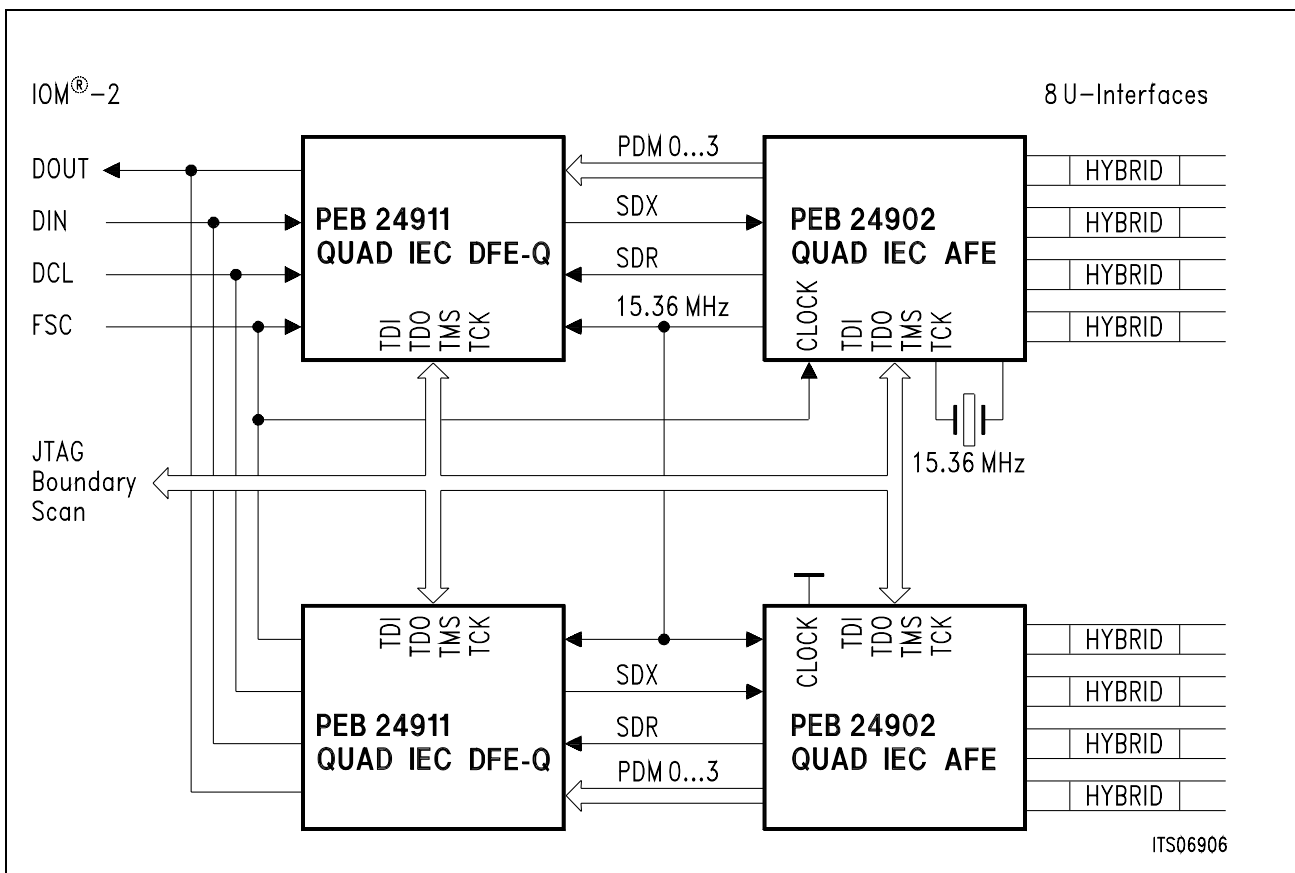 IOM®-2
8 U-Interfaces
DOUT
DIN
DCL
FSC
PEB 24911
QUAD IEC DFE-Q
TDI
TDO
TMS
TCK
PDM 0...3
SDX
SDR
15.36 MHz
PEB 24902
QUAD IEC AFE
CLOCK
TDI
TDO
TMS
TCK
HYBRID
HYBRID
HYBRID
HYBRID
15.36 MHz
JTAG
Boundary
Scan
TDI
TDO
TMS
TCK
PEB 24911
QUAD IEC DFE-Q
SDX
SDR
PDM 0...3
CLOCK
TDI
TDO
TMS
TCK
PEB 24902
QUAD IEC AFE
HYBRID
HYBRID
HYBRID
HYBRID
ITS06906